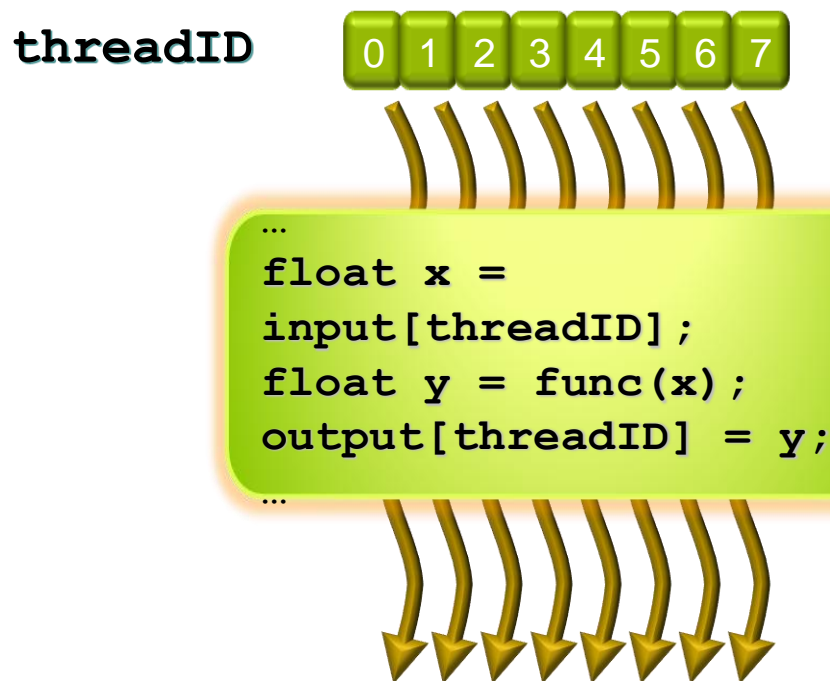 threadID 0 1 2 3 4 5 6 7
…
float x =
input[threadID];
float y = func(x);
output[threadID] = y;
…